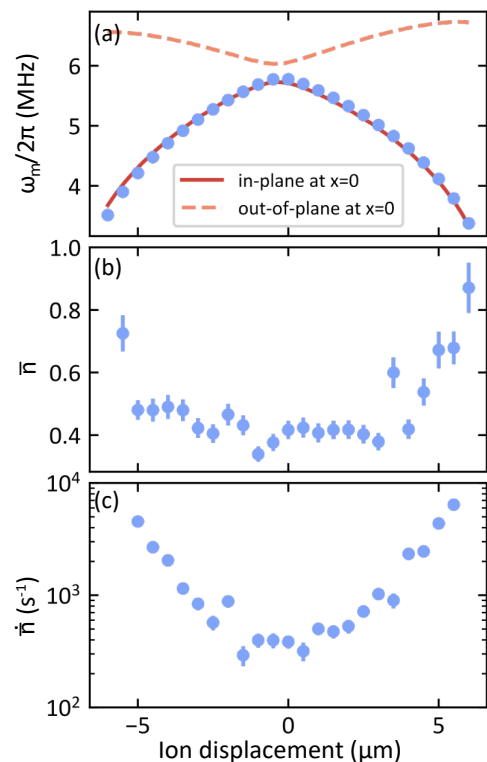 (a)
ω_m/2π (MHz)
6
5
4
in-plane at x=0
out-of-plane at x=0
(b)
n̅
1.0
0.8
0.6
0.4
(c)
n̅̇ (s⁻¹)
10⁴
10³
10²
−5
0
5
Ion displacement (μm)